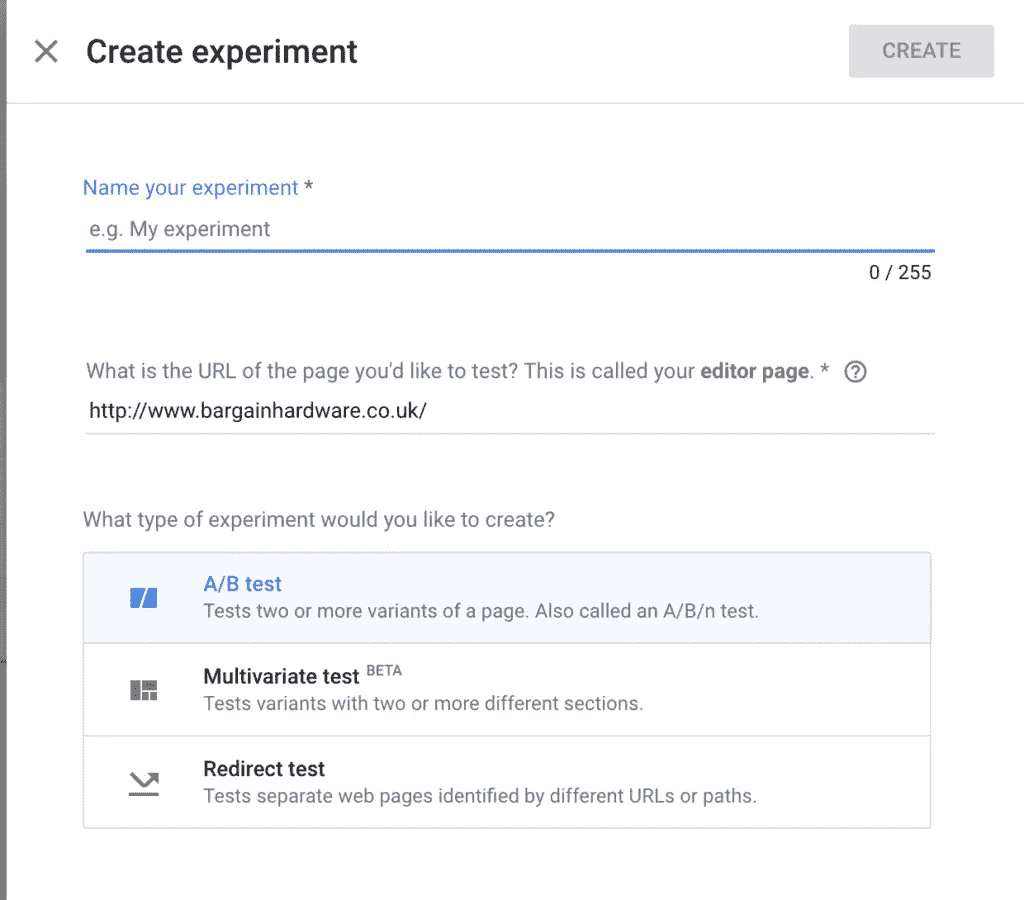 Create experiment
CREATE
Name your experiment *
e.g. My experiment
0 / 255
What is the URL of the page you'd like to test? This is called your editor page. *
http://www.bargainhardware.co.uk/
What type of experiment would you like to create?
A/B test
Tests two or more variants of a page. Also called an A/B/n test.
Multivariate test BETA
Tests variants with two or more different sections.
Redirect test
Tests separate web pages identified by different URLs or paths.